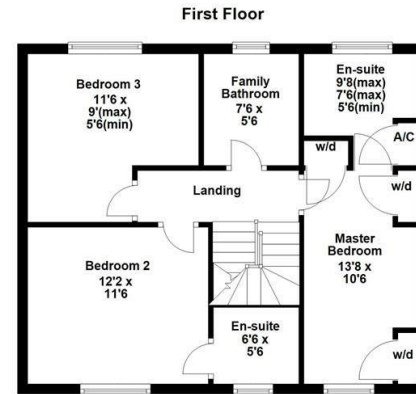 First Floor
Bedroom 3
11'6 x
9'(max)
5'6(min)
Family
Bathroom
7'6 x
5'6
En-suite
9'8(max)
7'6(max)
5'6(min)
A/C
w/d
w/d
Landing
Master
Bedroom
13'8 x
10'6
Bedroom 2
12'2 x
11'6
En-suite
6'6 x
5'6
w/d